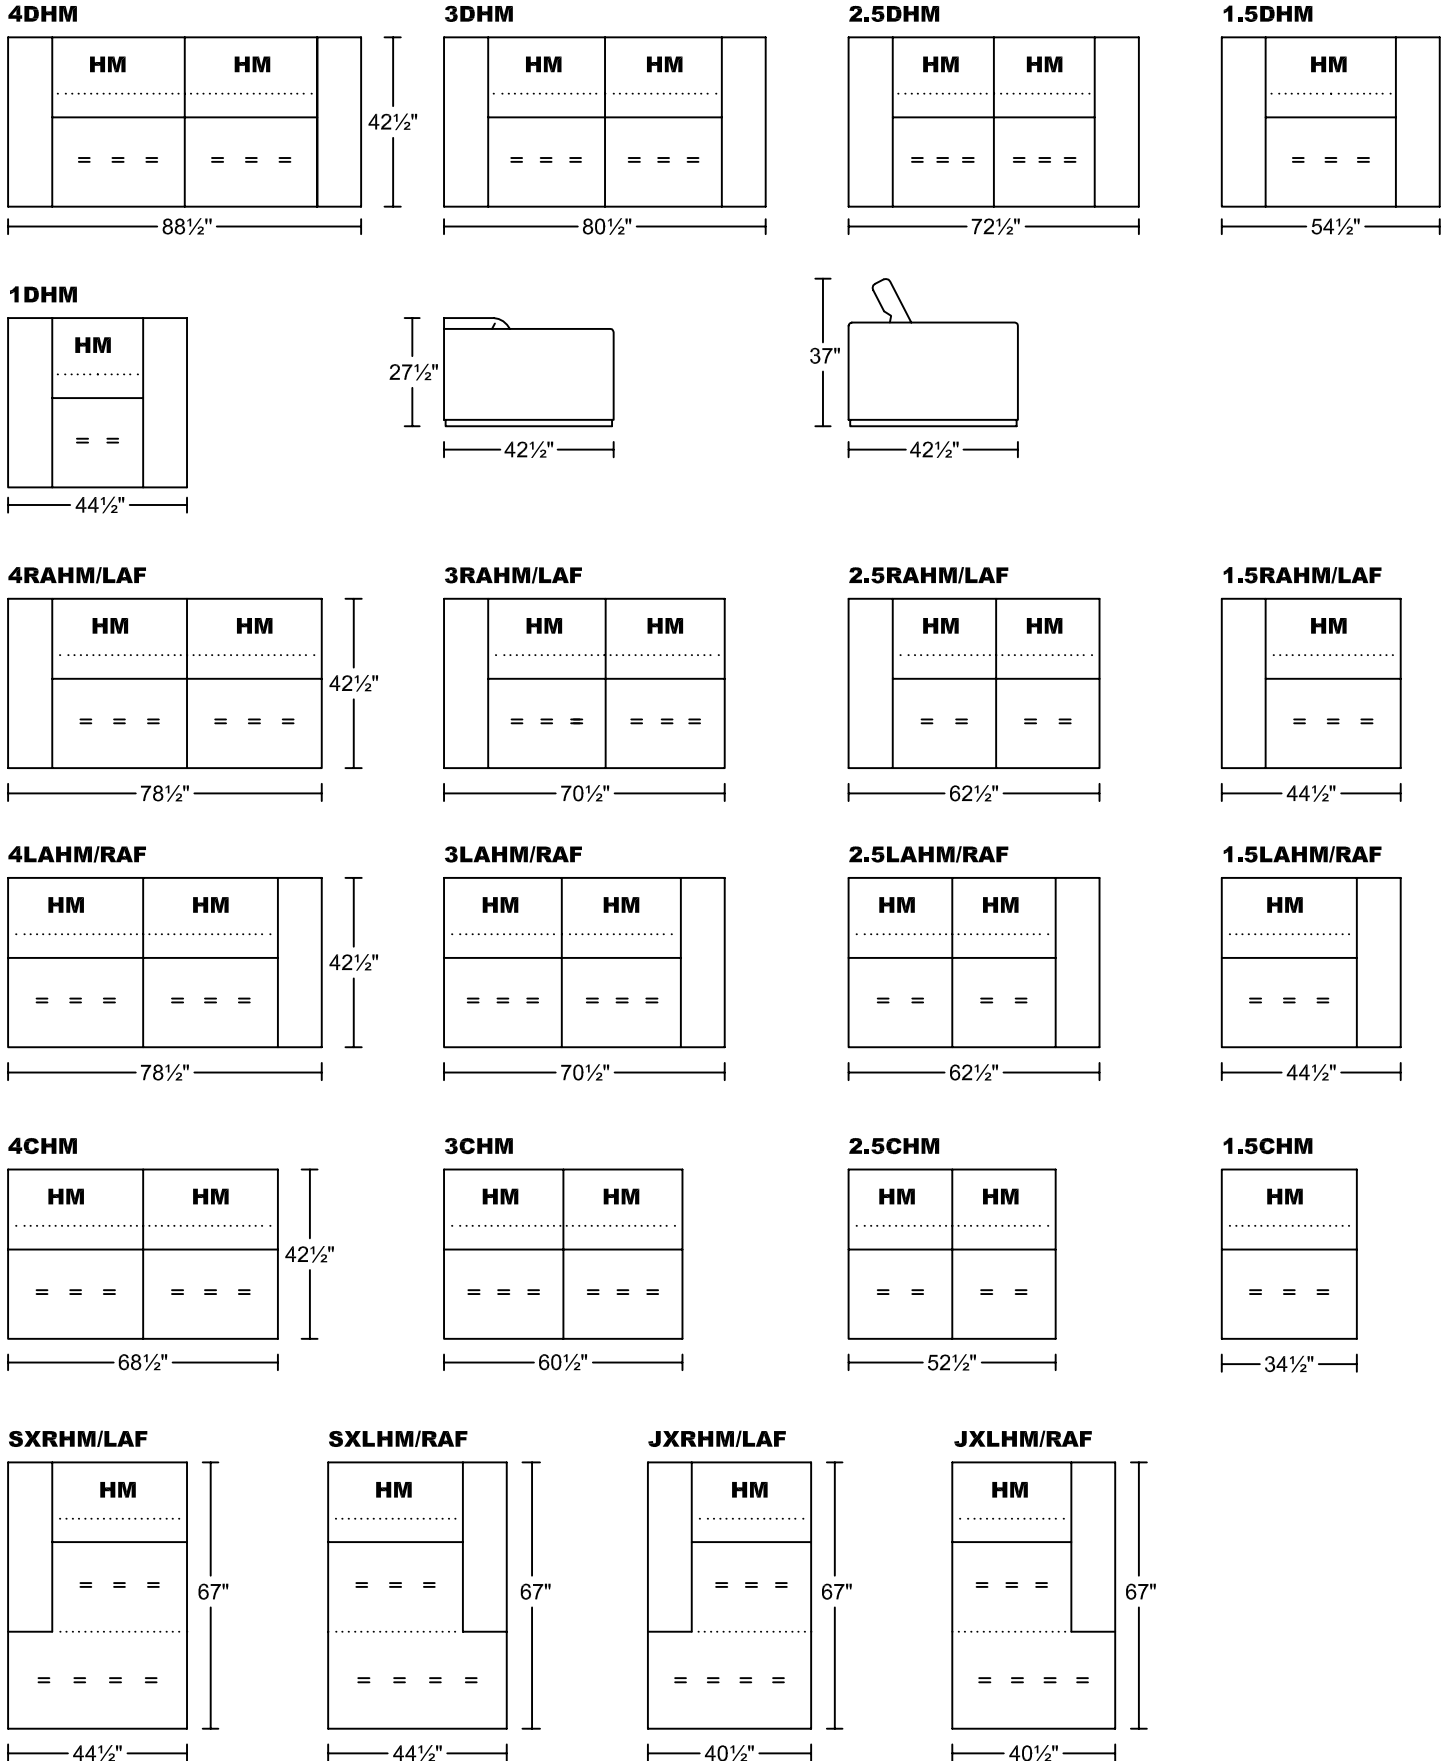 4DHM 3DHM 2.5DHM 1.5DHM
HM HM HM HM HM HM HM
42½"
= = = = = = = = = = = = = = = = = = = = =
88½" 80½" 72½" 54½"
1DHM
HM
27½" 37"
= =
42½" 42½"
44½"
4RAHM/LAF 3RAHM/LAF 2.5RAHM/LAF 1.5RAHM/LAF
HM HM HM HM HM HM HM
42½"
= = = = = = = = = = = = = = = = = = =
78½" 70½" 62½" 44½"
4LAHM/RAF 3LAHM/RAF 2.5LAHM/RAF 1.5LAHM/RAF
HM HM HM HM HM HM HM
42½"
= = = = = = = = = = = = = = = = = = =
78½" 70½" 62½" 44½"
4CHM 3CHM 2.5CHM 1.5CHM
HM HM HM HM HM HM HM
42½"
= = = = = = = = = = = = = = = = = = =
68½" 60½" 52½" 34½"
SXRHM/LAF SXLHM/RAF JXRHM/LAF JXLHM/RAF
HM HM HM HM
= = = = = = = = = = = =
67" 67" 67" 67"
= = = = = = = = = = = = = = = =
44½" 44½" 40½" 40½"